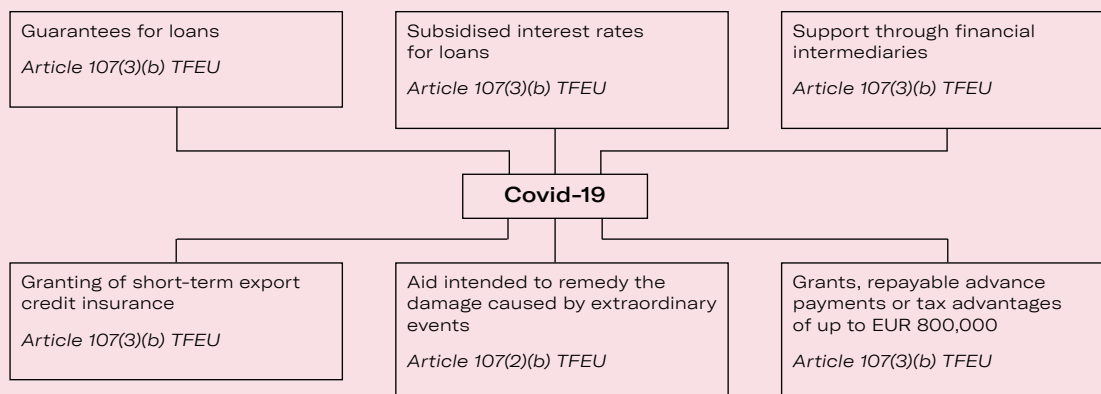 Guarantees for loans
Article 107(3)(b) TFEU
Subsidised interest rates
for loans
Article 107(3)(b) TFEU
Support through financial
intermediaries
Article 107(3)(b) TFEU
Covid-19
Granting of short-term export
credit insurance
Article 107(3)(b) TFEU
Aid intended to remedy the
damage caused by extraordinary
events
Article 107(2)(b) TFEU
Grants, repayable advance
payments or tax advantages
of up to EUR 800,000
Article 107(3)(b) TFEU